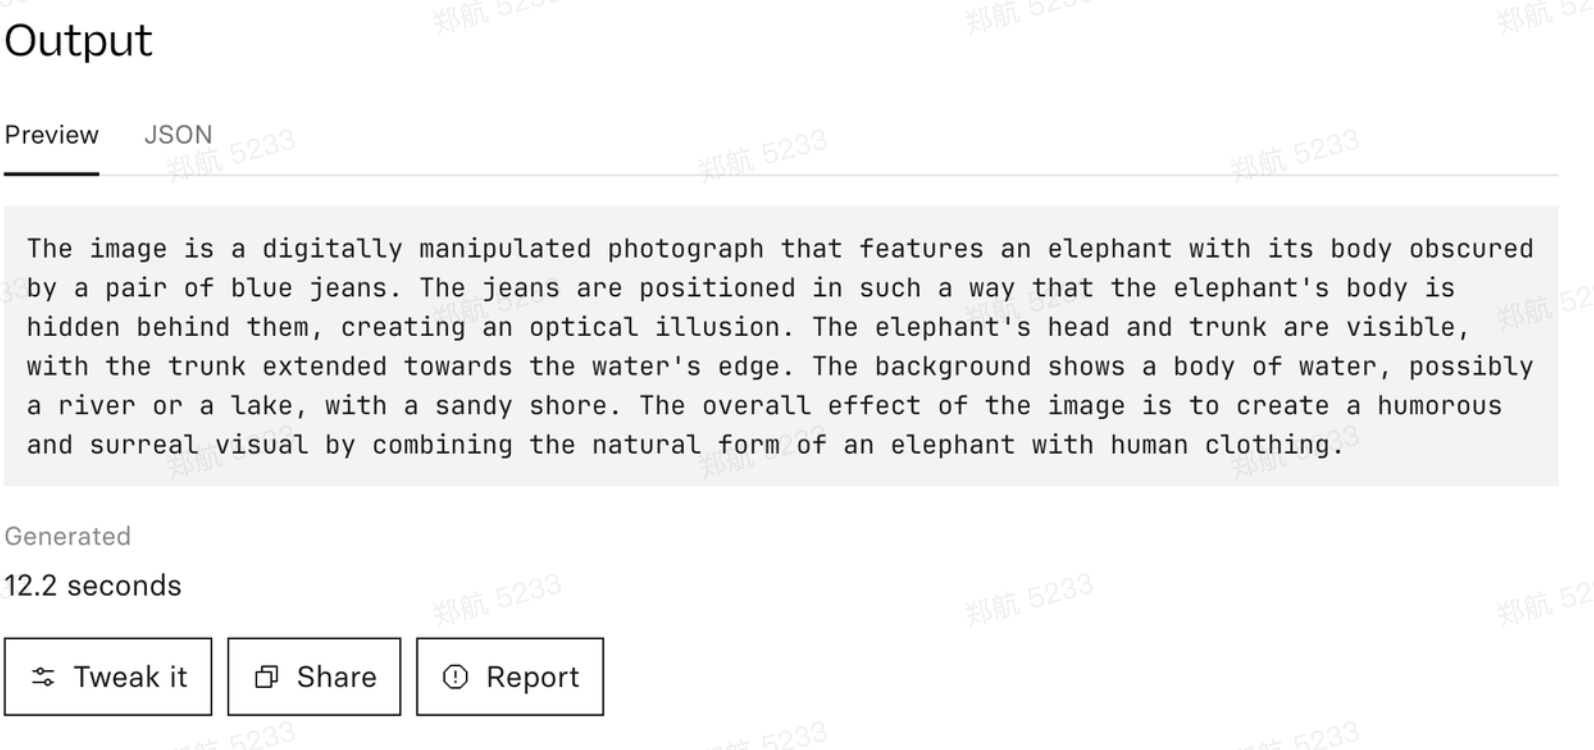 Output
Preview JSON
The image is a digitally manipulated photograph that features an elephant with its body obscured
by a pair of blue jeans. The jeans are positioned in such a way that the elephant's body is
hidden behind them, creating an optical illusion. The elephant's head and trunk are visible,
with the trunk extended towards the water's edge. The background shows a body of water, possibly
a river or a lake, with a sandy shore. The overall effect of the image is to create a humorous
and surreal visual by combining the natural form of an elephant with human clothing.
Generated
12.2 seconds
Tweak it Share Report
郑航 5233